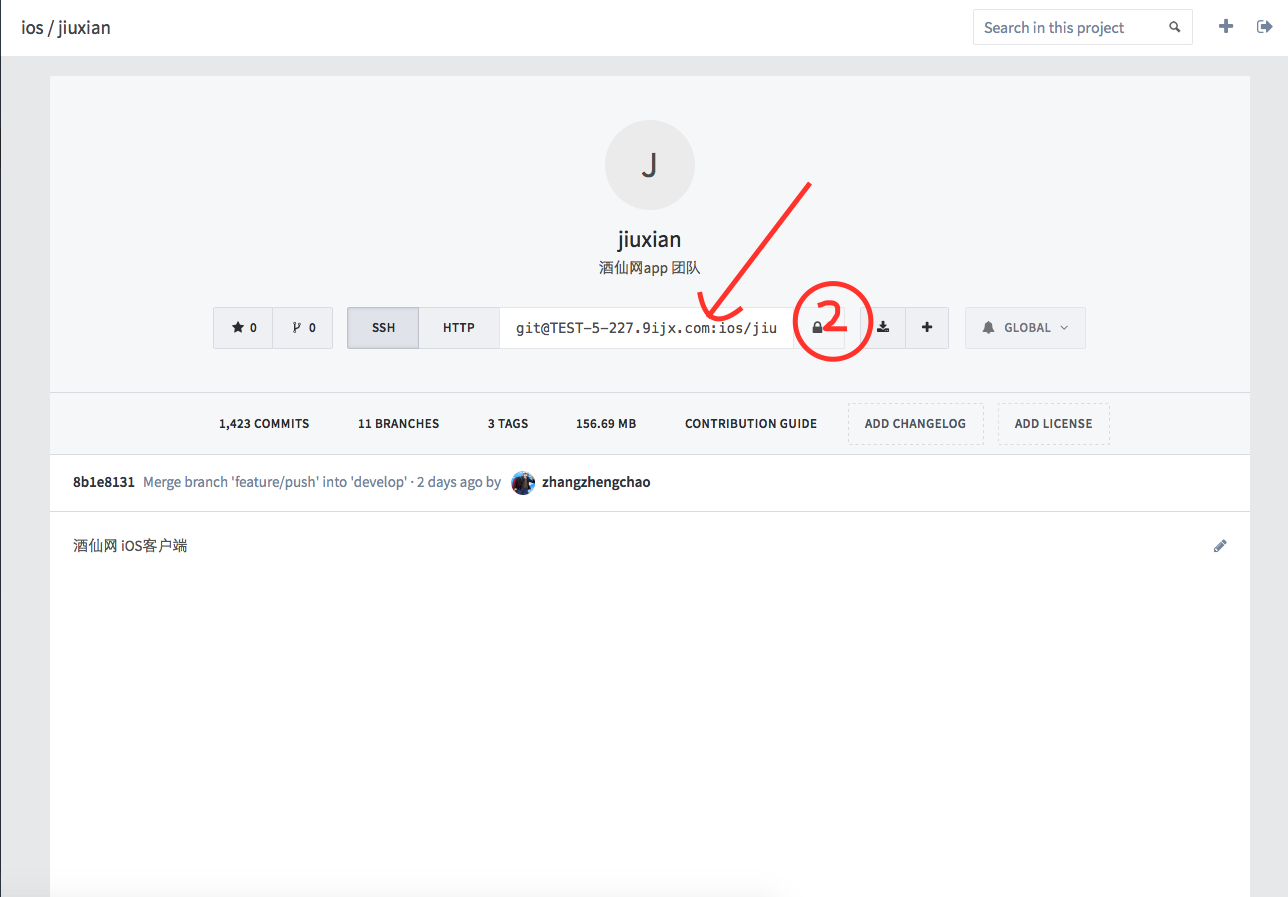 ios / jiuxian
Search in this project
J
jiuxian
酒仙网app 团队
0 0 SSH HTTP git@TEST-5-227.9ijx.com:ios/jiu 2 GLOBAL
1,423 COMMITS 11 BRANCHES 3 TAGS 156.69 MB CONTRIBUTION GUIDE ADD CHANGELOG ADD LICENSE
8b1e8131 Merge branch 'feature/push' into 'develop' · 2 days ago by zhangzhengchao
酒仙网 iOS客户端